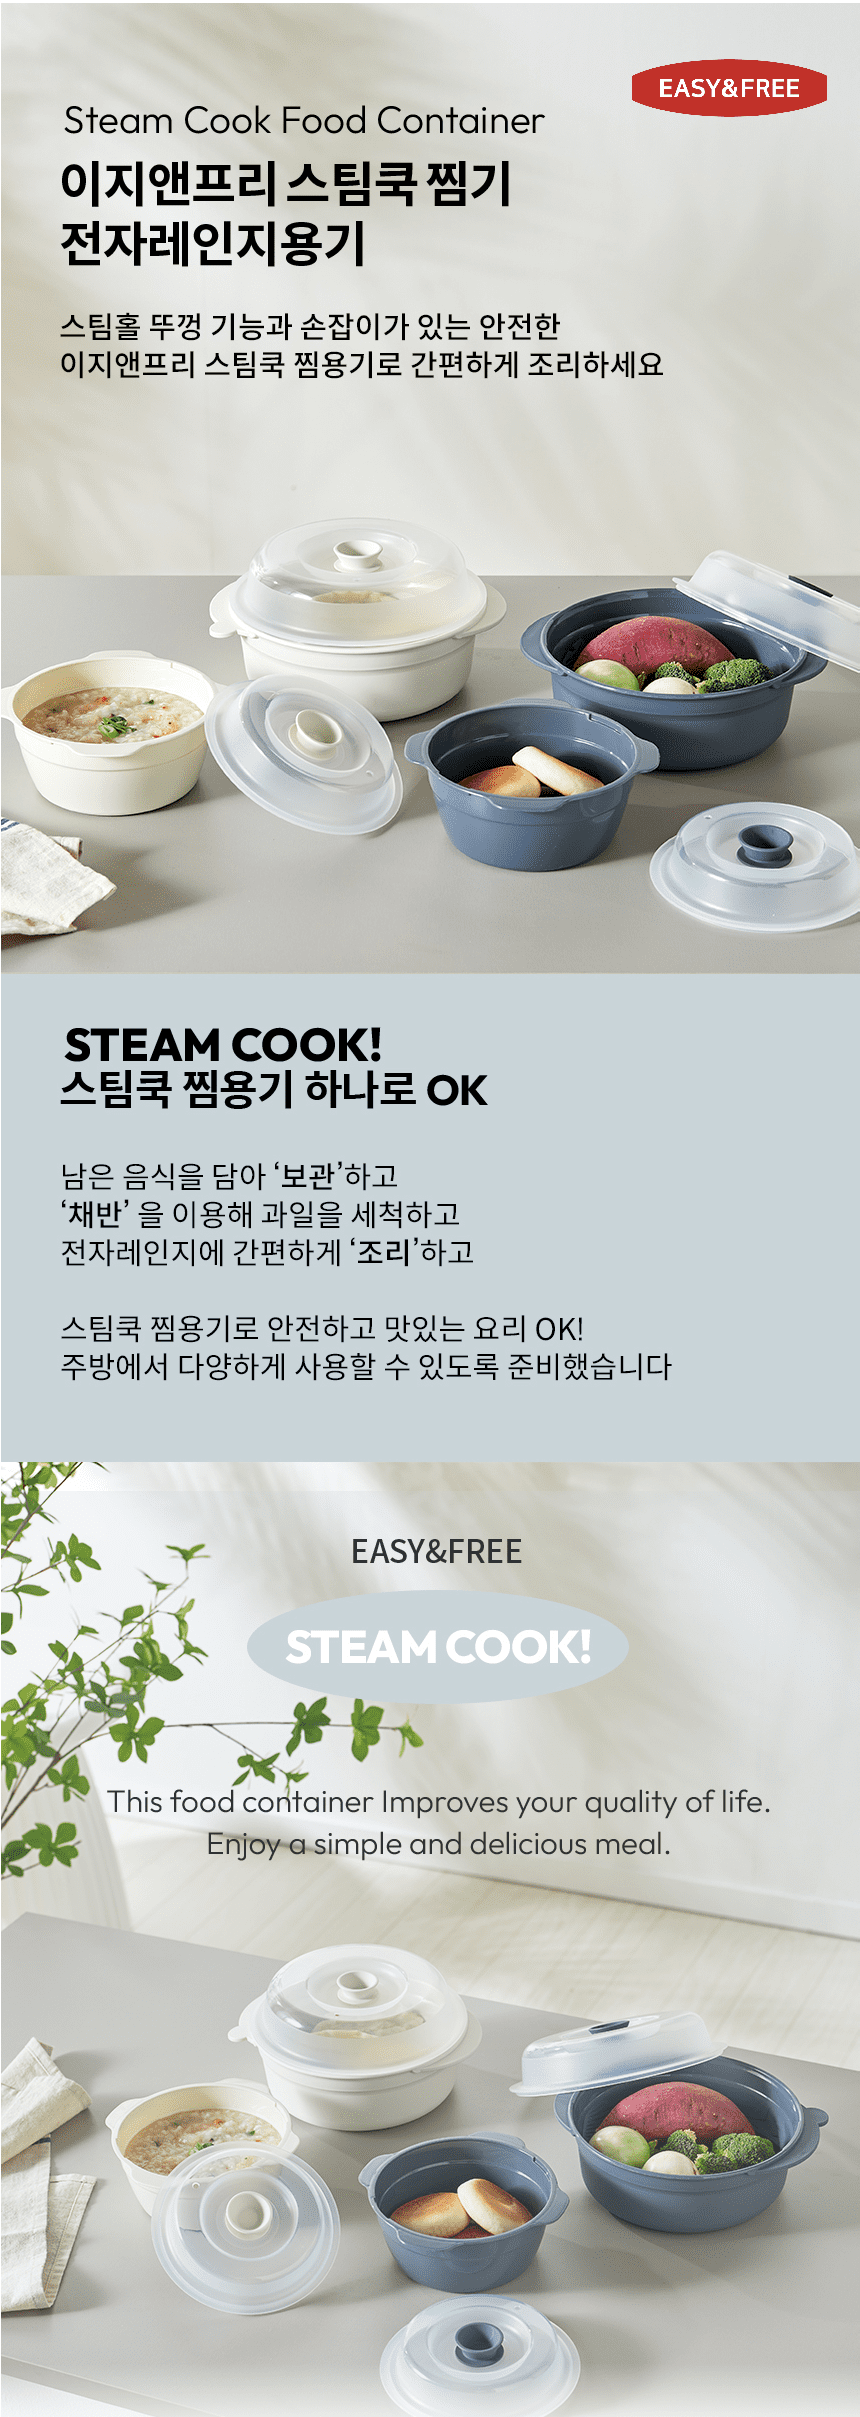 EASY&FREE
Steam Cook Food Container
이지앤프리 스팀쿡 찜기
전자레인지용기
스팀홀 뚜껑 기능과 손잡이가 있는 안전한
이지앤프리 스팀쿡 찜용기로 간편하게 조리하세요
STEAM COOK!
스팀쿡 찜용기 하나로 OK
남은 음식을 담아 ‘보관’하고
‘채반’ 을 이용해 과일을 세척하고
전자레인지에 간편하게 ‘조리’하고
스팀쿡 찜용기로 안전하고 맛있는 요리 OK!
주방에서 다양하게 사용할 수 있도록 준비했습니다
EASY&FREE
STEAM COOK!
This food container Improves your quality of life.
Enjoy a simple and delicious meal.